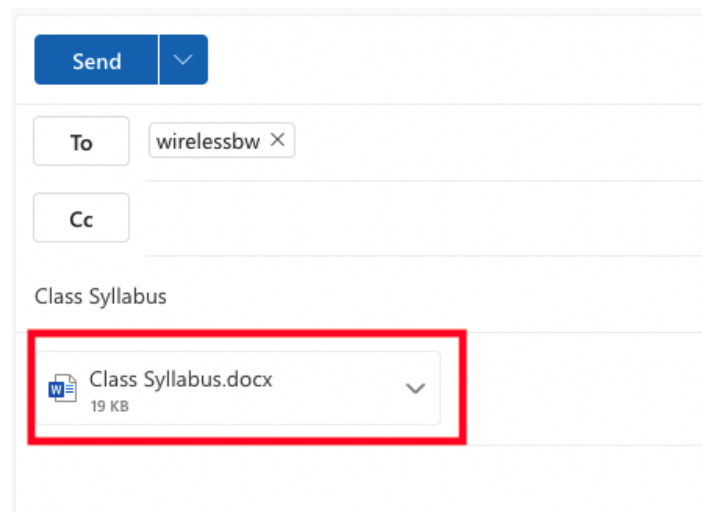 Send
To
wirelessbw
Cc
Class Syllabus
Class Syllabus.docx
19 KB